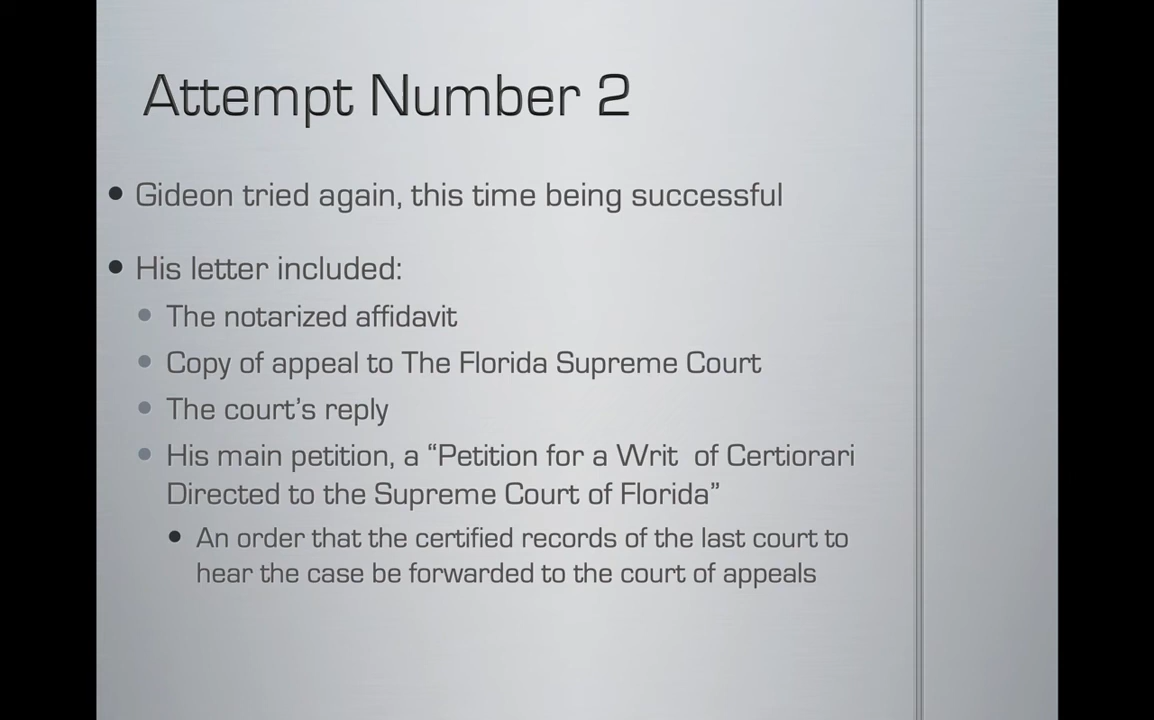 Attempt Number 2
• Gideon tried again, this time being successful
• His letter included:
• The notarized affidavit
• Copy of appeal to The Florida Supreme Court
• The court's reply
• His main petition, a “Petition for a Writ  of Certiorari
Directed to the Supreme Court of Florida”
• An order that the certified records of the last court to
hear the case be forwarded to the court of appeals